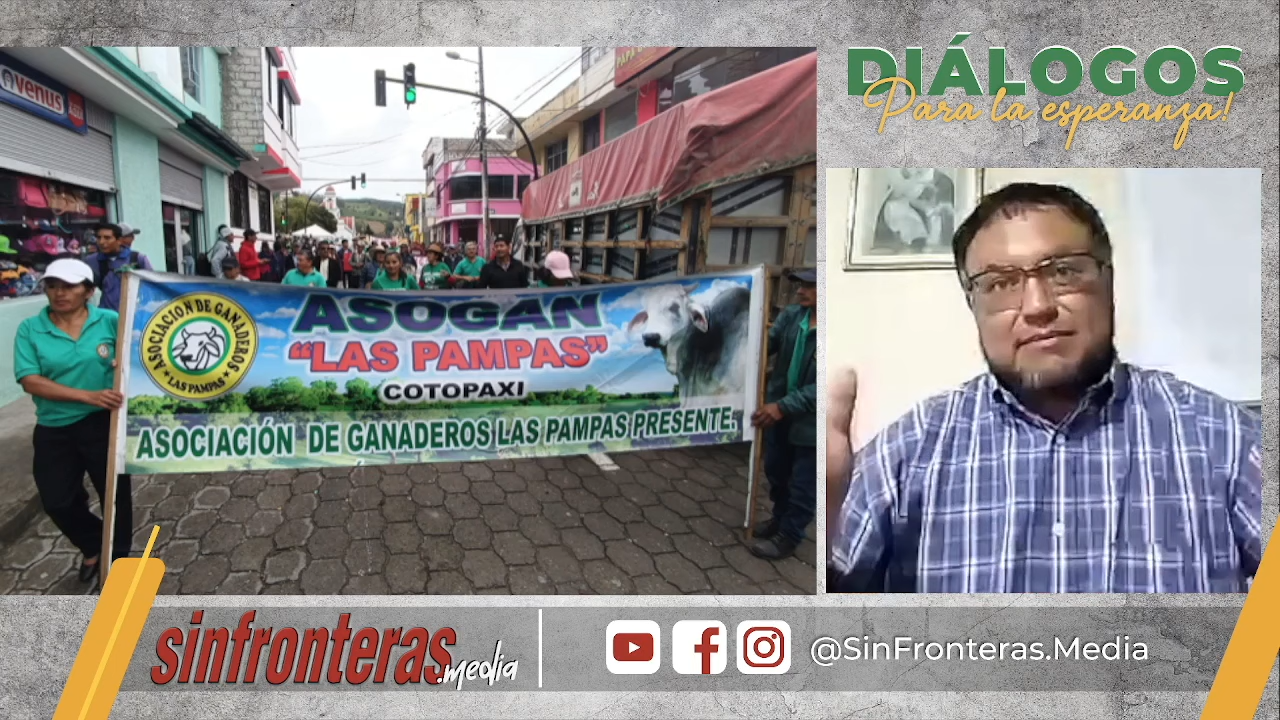 DIÁLOGOS
Para la esperanza!
venus
ASOCIACION DE GANADEROS
LAS PAMPAS
ASOGAN
"LAS PAMPAS"
COTOPAXI
ASOCIACIÓN DE GANADEROS LAS PAMPAS PRESENTE.
sinfronteras
.media
@SinFronteras.Media